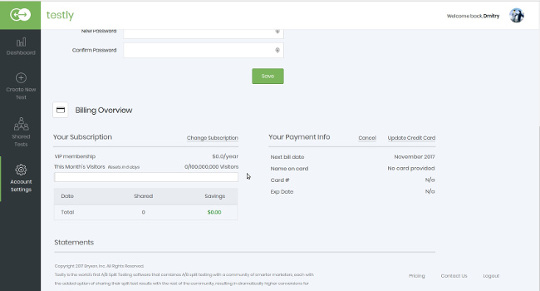 testly
Welcome back, Dmitry
New Password
Dashboard
Confirm Password
Save
Create New
Test
Billing Overview
Shared
Tests
Your Subscription
Change Subscription
Your Payment Info
Cancel
Update Credit Card
VIP membership
$0.0/year
Next bill date
November 2017
This Month's Visitors
0/100,000,000 Visitors
Name on card
No card provided
Account
Settings
Card #
N/o
Exp Date
N/o
Date
Shared
Savings
Total
0
$0.00
Statements
Copyright 2017 Bryxen, Inc. All Rights Reserved.
Testly is the world's first A/B Split Testing software that combines A/B split testing with a community of smarter marketers, each with
the added option of sharing their split test results with the rest of the community, resulting in dramatically higher conversions for
Pricing
Contact Us
Logout